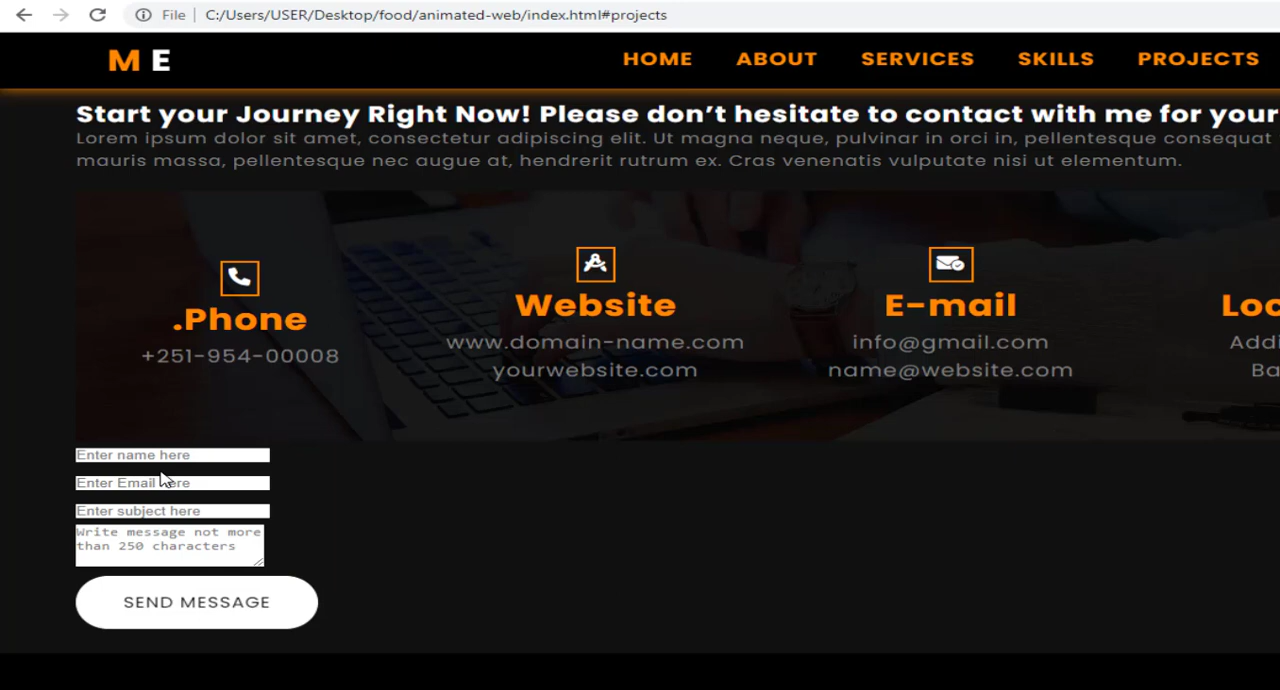 File C:/Users/USER/Desktop/food/animated-web/index.html#projects
M E HOME ABOUT SERVICES SKILLS PROJECTS
Start your Journey Right Now! Please don’t hesitate to contact with me for your
Lorem ipsum dolor sit amet, consectetur adipiscing elit. Ut magna neque, pulvinar in orci in, pellentesque consequat
mauris massa, pellentesque nec augue at, hendrerit rutrum ex. Cras venenatis vulputate nisi ut elementum.
.Phone
+251-954-00008
Website
www.domain-name.com
yourwebsite.com
E-mail
info@gmail.com
name@website.com
Enter name here
Enter Email here
Enter subject here
Write message not more
than 250 characters
SEND MESSAGE